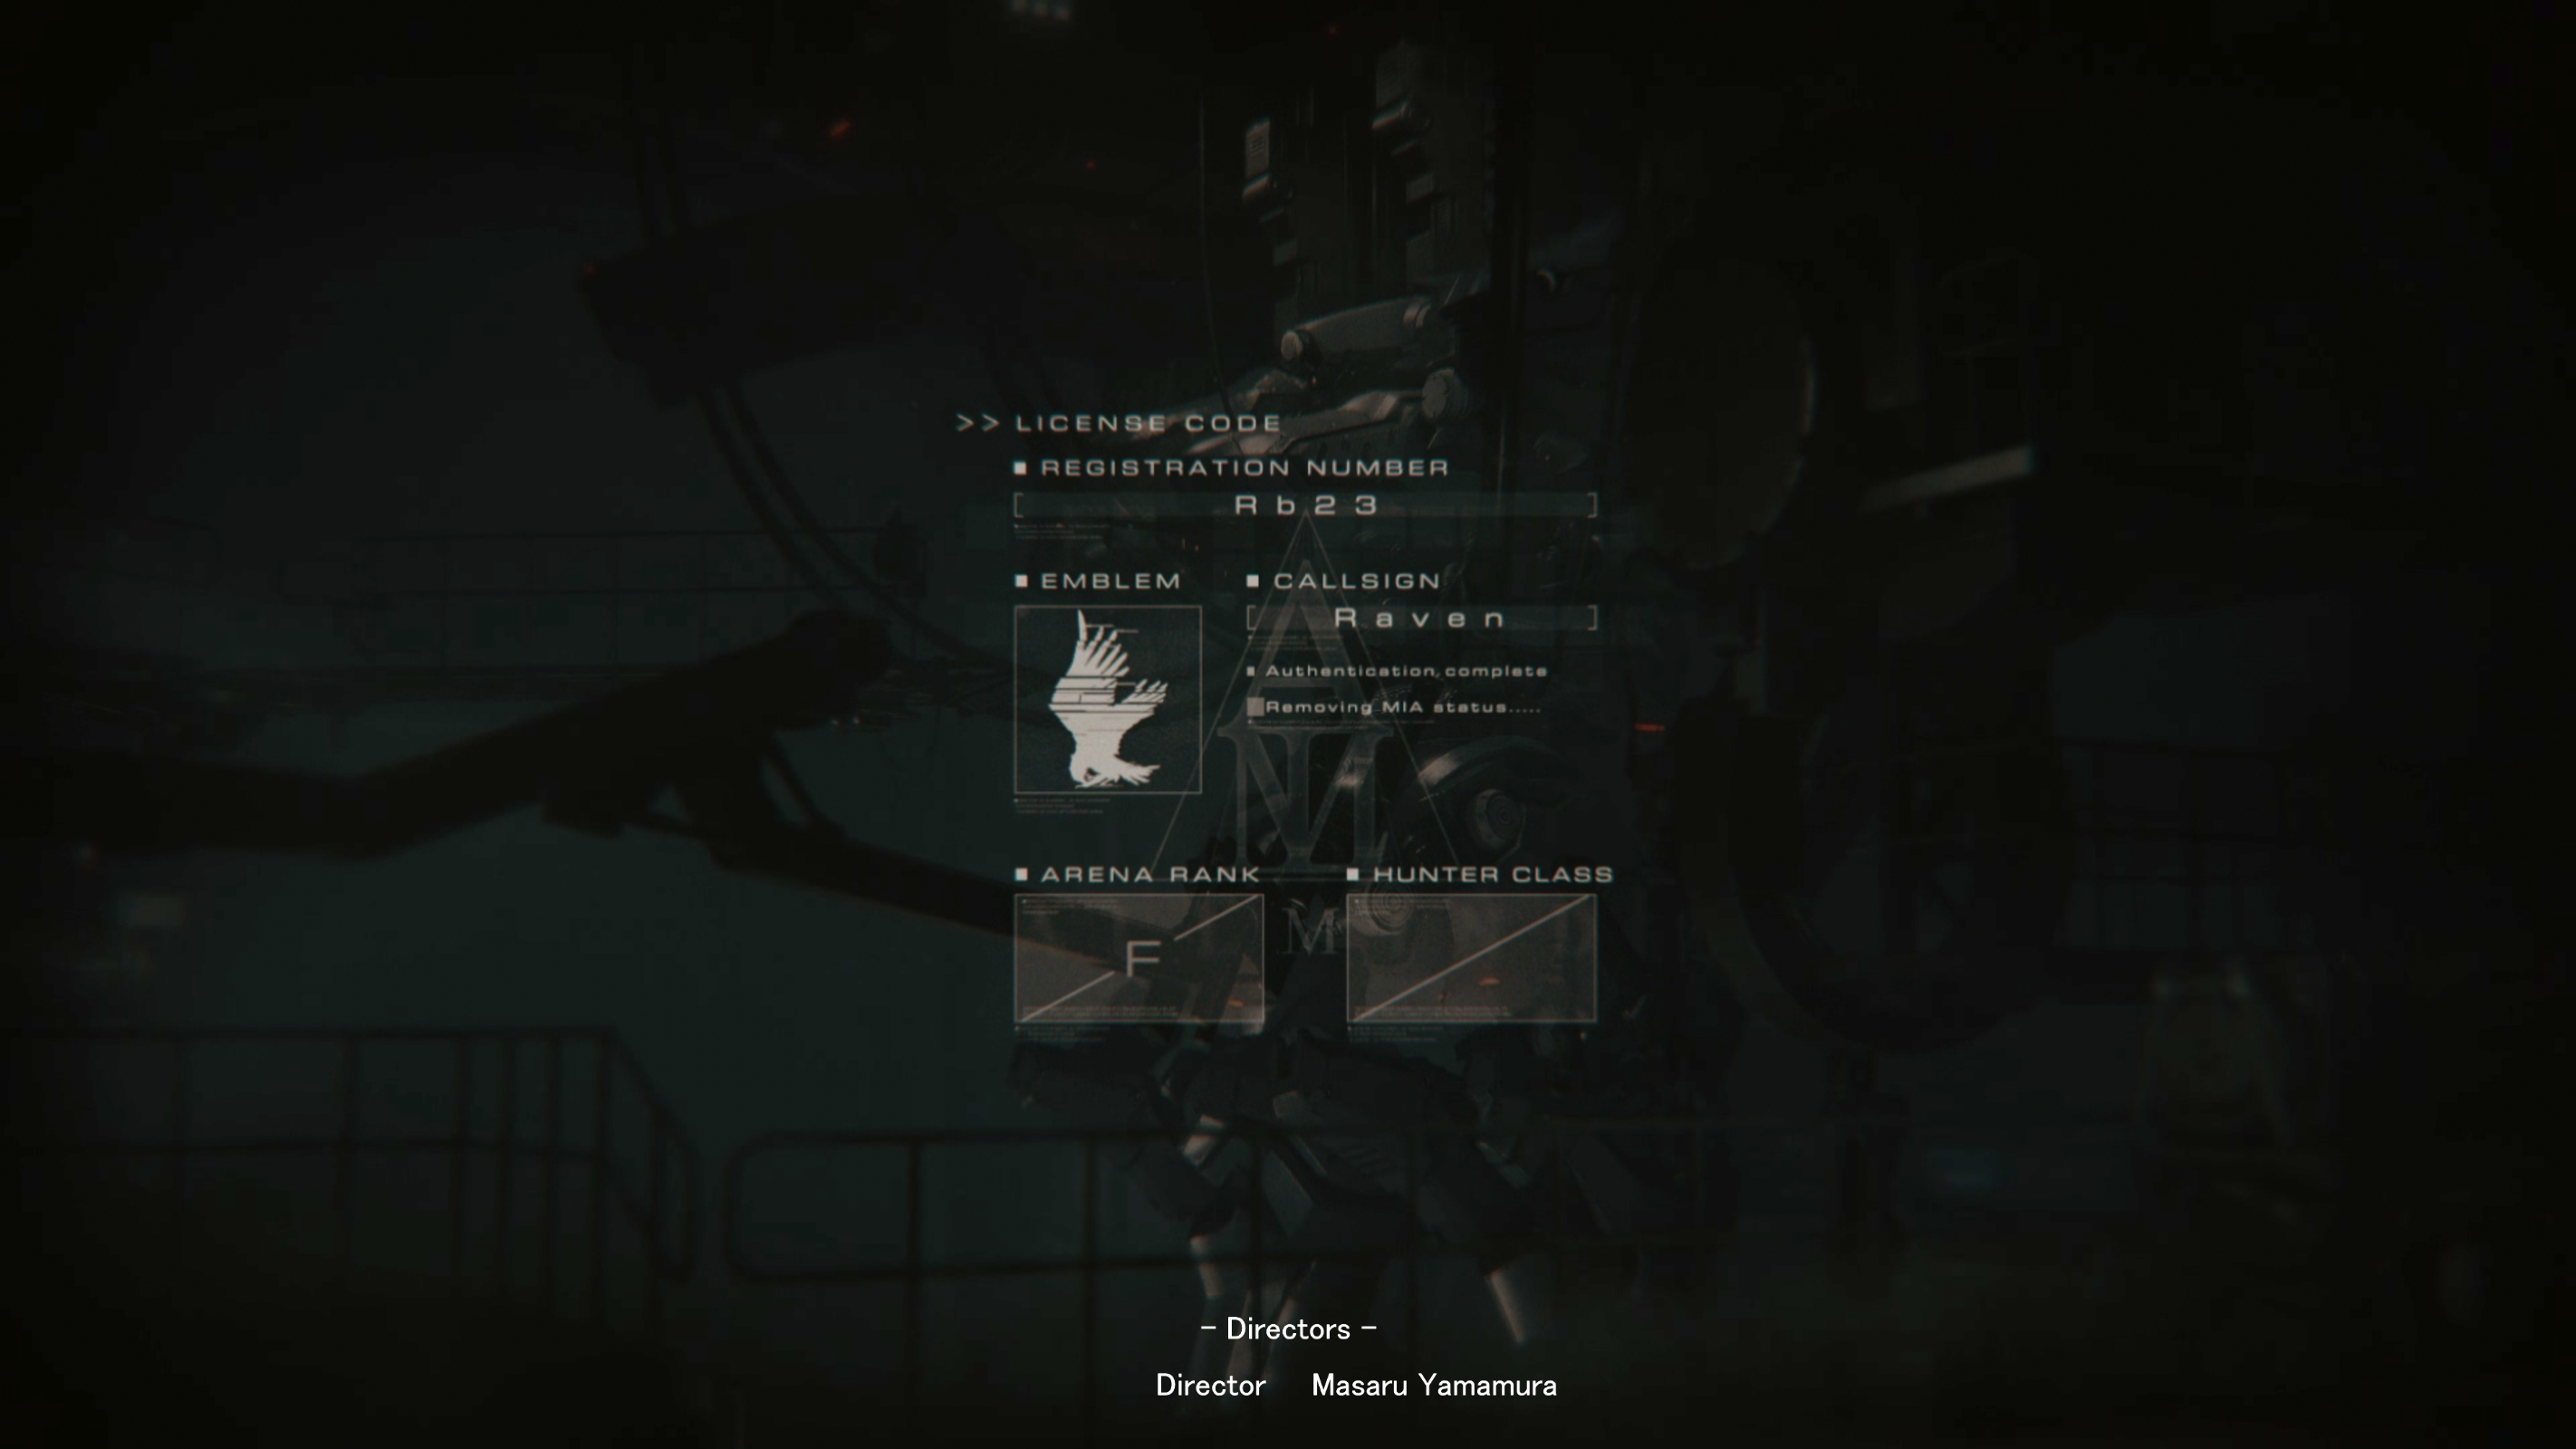 >> LICENSE CODE
■ REGISTRATION NUMBER
[ Rb23 ]
■ EMBLEM ■ CALLSIGN
[ Raven ]
■ Authentication complete
Removing MIA status.....
■ ARENA RANK ■ HUNTER CLASS
F
- Directors -
Director Masaru Yamamura